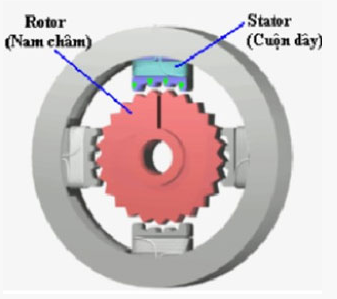 Rotor
(Nam châm)
Stator
(Cuộn dây)